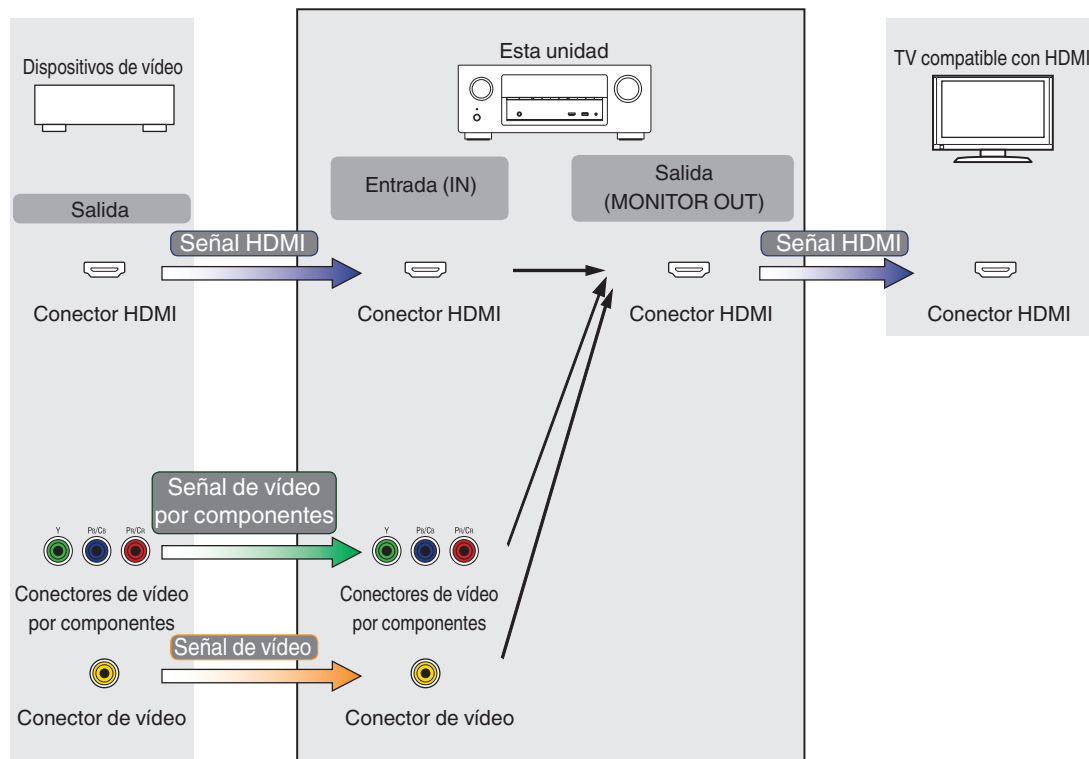 Dispositivos de vídeo
Esta unidad
TV compatible con HDMI
Salida
Entrada (IN)
Salida
(MONITOR OUT)
Señal HDMI
Señal HDMI
Conector HDMI
Conector HDMI
Conector HDMI
Conector HDMI
Señal de vídeo
por componentes
Y PB/CB PR/CR
Y PB/CB PR/CR
Conectores de vídeo
por componentes
Conectores de vídeo
por componentes
Señal de vídeo
Conector de vídeo
Conector de vídeo